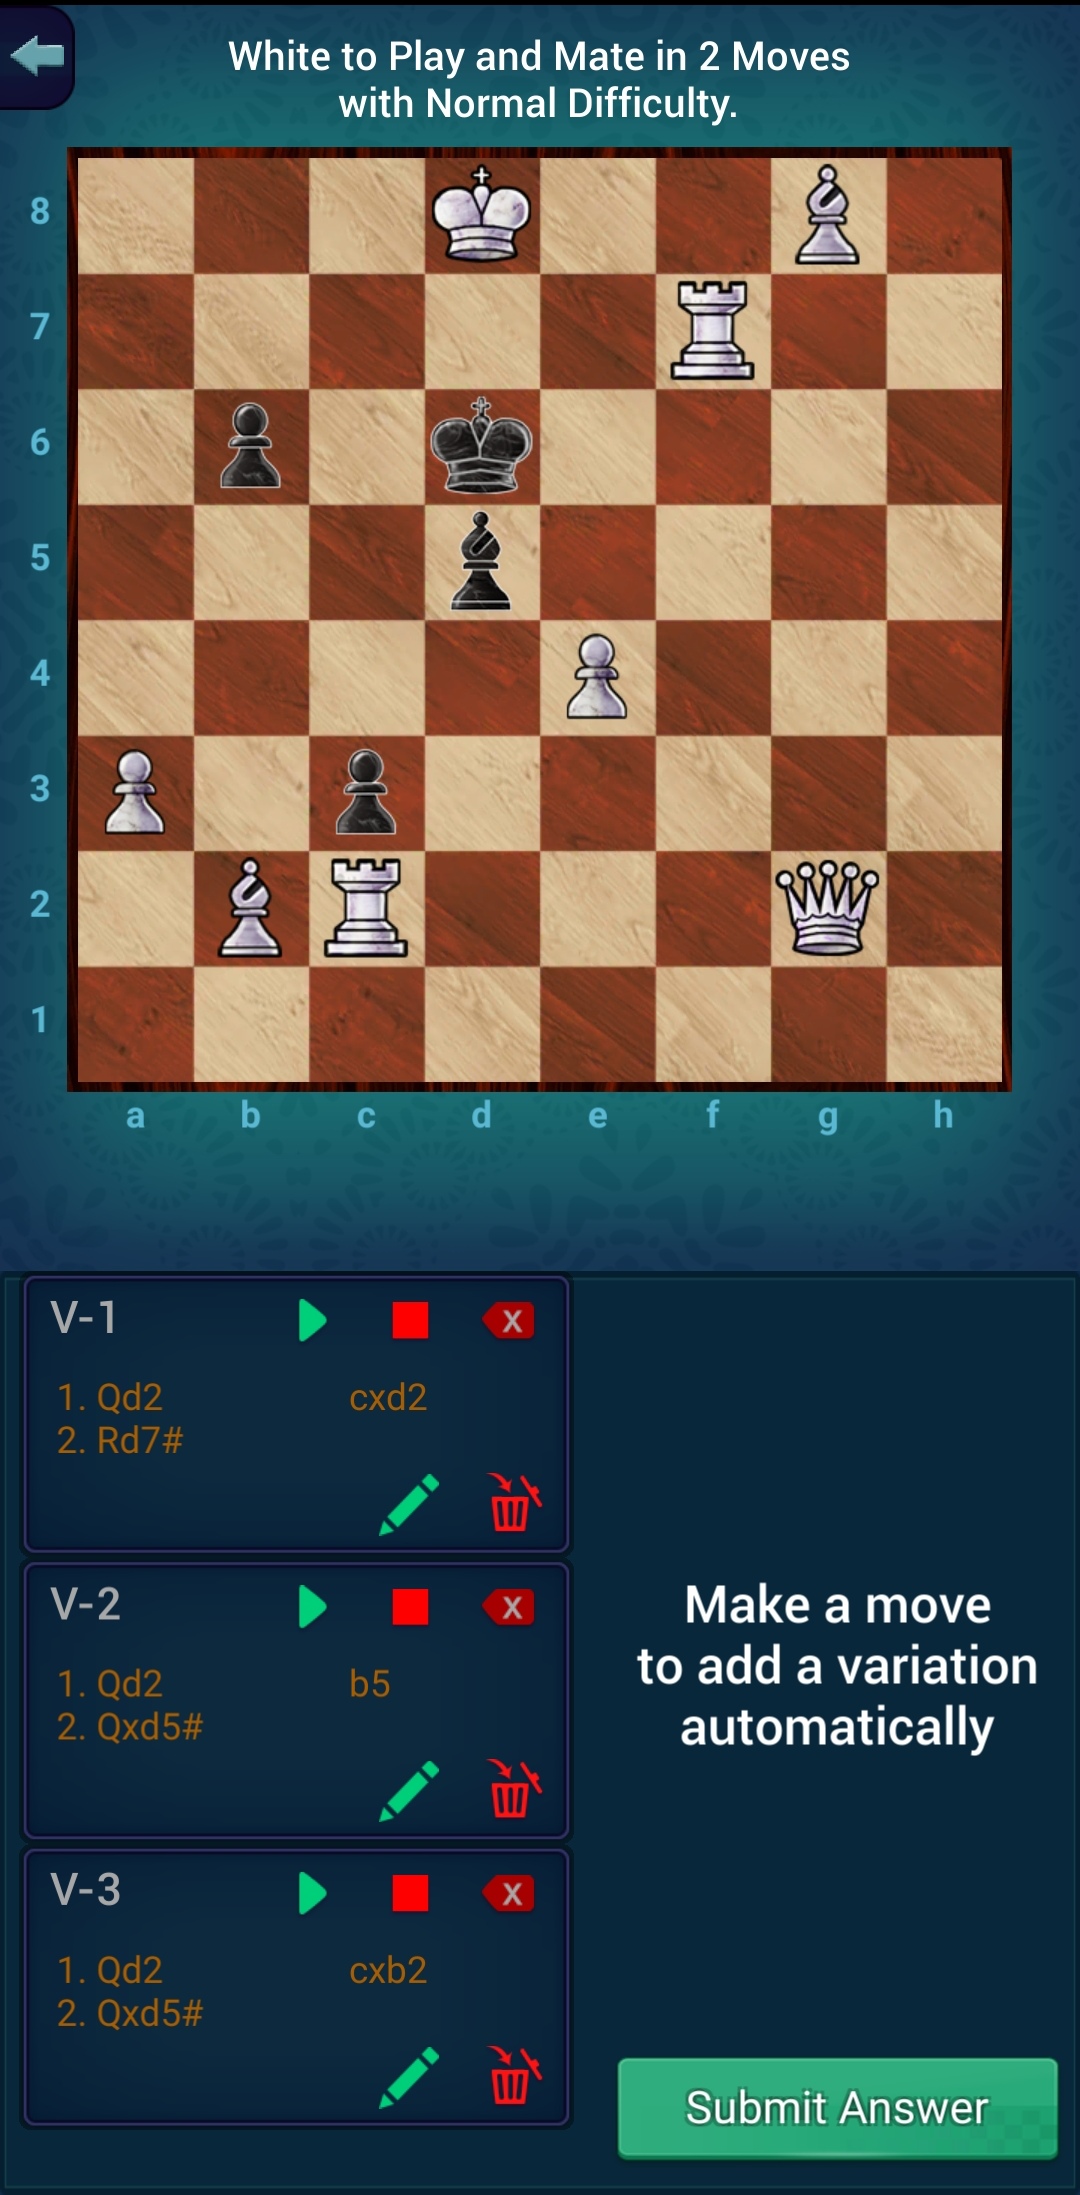 White to Play and Mate in 2 Moves
with Normal Difficulty.
8
7
6
5
4
3
2
1
a b c d e f g h
V-1
X
1. Qd2 cxd2
2. Rd7#
V-2
X
1. Qd2 b5
2. Qxd5#
V-3
X
1. Qd2 cxb2
2. Qxd5#
Make a move
to add a variation
automatically
Submit Answer